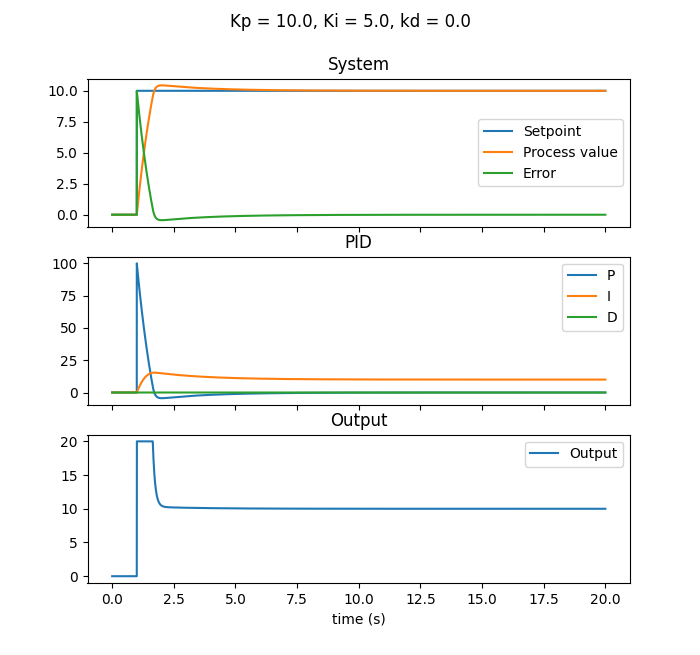 Kp = 10.0, Ki = 5.0, kd = 0.0
System
10.0
7.5
5.0
2.5
0.0
Setpoint
Process value
Error
PID
100
75
50
25
0
P
I
D
Output
20
15
10
5
0
Output
0.0 2.5 5.0 7.5 10.0 12.5 15.0 17.5 20.0
time (s)